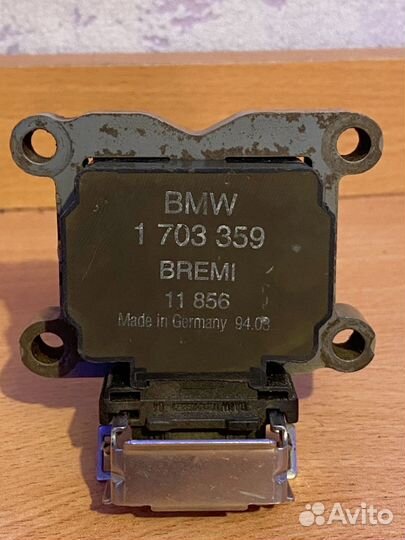 BMW
1 703 359
BREMI
11 856
Made in Germany 94.08
Avito